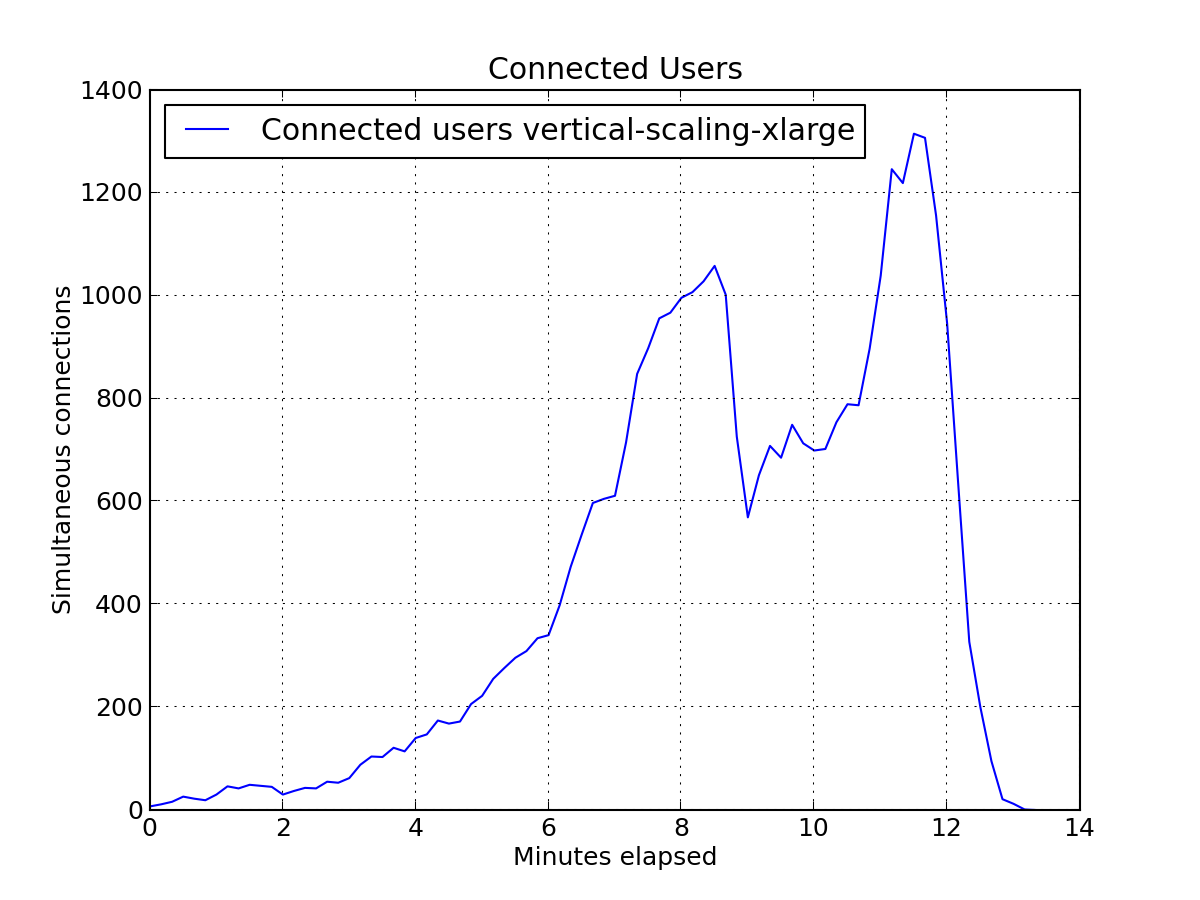 Connected Users
1400
Connected users vertical-scaling-xlarge
1200
1000
800
600
400
200
0
Simultaneous connections
0 2 4 6 8 10 12 14
Minutes elapsed